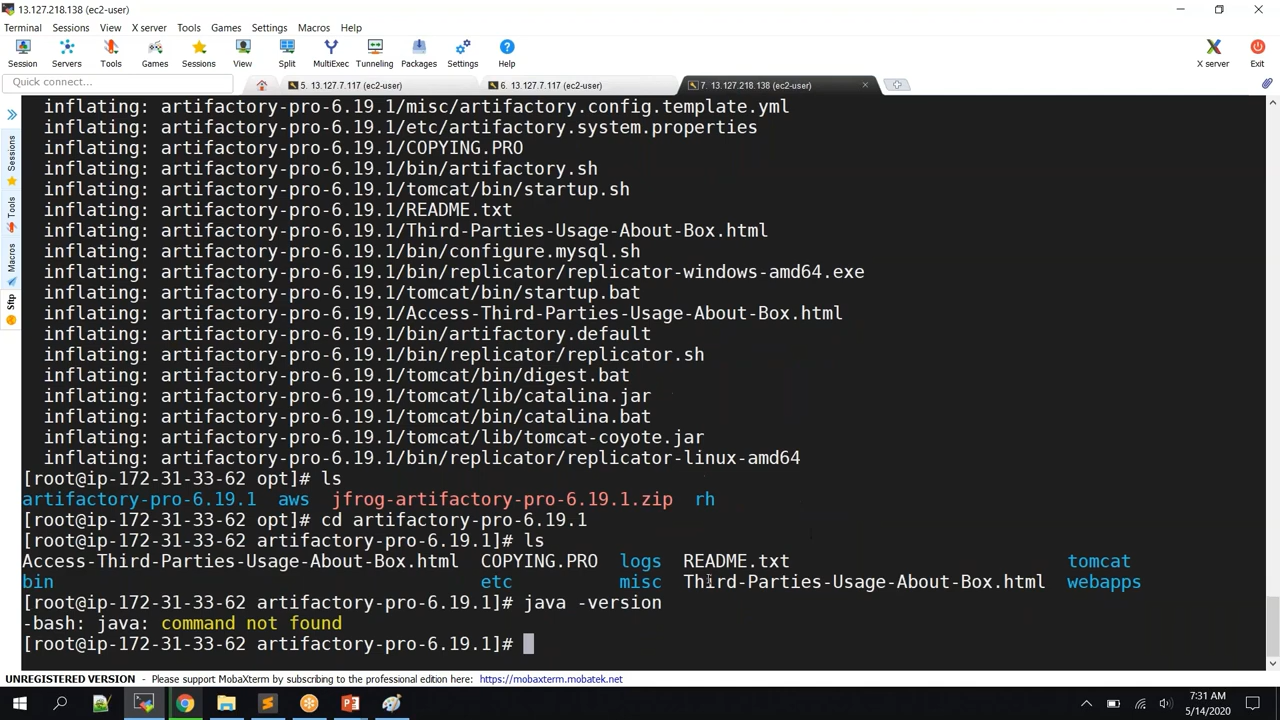 13.127.218.138 (ec2-user)
Terminal Sessions View X server Tools Games Settings Macros Help
Session Servers Tools Games Sessions View Split MultiExec Tunneling Packages Settings Help X server Exit
Quick connect...
5. 13.127.7.117 (ec2-user)
6. 13.127.7.117 (ec2-user)
7. 13.127.218.138 (ec2-user)
Sessions
Tools
Macros
Sftp
inflating: artifactory-pro-6.19.1/misc/artifactory.config.template.yml
inflating: artifactory-pro-6.19.1/etc/artifactory.system.properties
inflating: artifactory-pro-6.19.1/COPYING.PRO
inflating: artifactory-pro-6.19.1/bin/artifactory.sh
inflating: artifactory-pro-6.19.1/tomcat/bin/startup.sh
inflating: artifactory-pro-6.19.1/README.txt
inflating: artifactory-pro-6.19.1/Third-Parties-Usage-About-Box.html
inflating: artifactory-pro-6.19.1/bin/configure.mysql.sh
inflating: artifactory-pro-6.19.1/bin/replicator/replicator-windows-amd64.exe
inflating: artifactory-pro-6.19.1/tomcat/bin/startup.bat
inflating: artifactory-pro-6.19.1/Access-Third-Parties-Usage-About-Box.html
inflating: artifactory-pro-6.19.1/bin/artifactory.default
inflating: artifactory-pro-6.19.1/bin/replicator/replicator.sh
inflating: artifactory-pro-6.19.1/tomcat/bin/digest.bat
inflating: artifactory-pro-6.19.1/tomcat/lib/catalina.jar
inflating: artifactory-pro-6.19.1/tomcat/bin/catalina.bat
inflating: artifactory-pro-6.19.1/tomcat/lib/tomcat-coyote.jar
inflating: artifactory-pro-6.19.1/bin/replicator/replicator-linux-amd64
[root@ip-172-31-33-62 opt]# ls
artifactory-pro-6.19.1 aws jfrog-artifactory-pro-6.19.1.zip rh
[root@ip-172-31-33-62 opt]# cd artifactory-pro-6.19.1
[root@ip-172-31-33-62 artifactory-pro-6.19.1]# ls
Access-Third-Parties-Usage-About-Box.html COPYING.PRO logs README.txt tomcat
bin etc misc Third-Parties-Usage-About-Box.html webapps
[root@ip-172-31-33-62 artifactory-pro-6.19.1]# java -version
-bash: java: command not found
[root@ip-172-31-33-62 artifactory-pro-6.19.1]#
UNREGISTERED VERSION - Please support MobaXterm by subscribing to the professional edition here: https://mobaxterm.mobatek.net
7:31 AM
5/14/2020